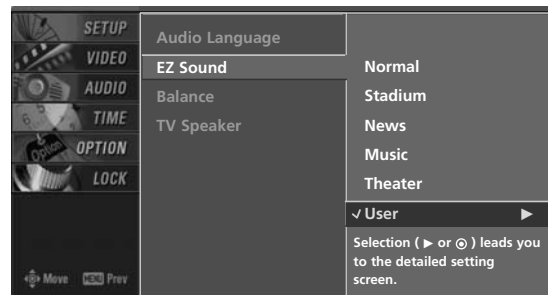 SETUP
VIDEO
AUDIO
TIME
OPTION
LOCK
Move MENU Prev
Audio Language
EZ Sound
Balance
TV Speaker
Normal
Stadium
News
Music
Theater
✓ User ▶
Selection ( ▶ or ⊙ ) leads you
to the detailed setting
screen.